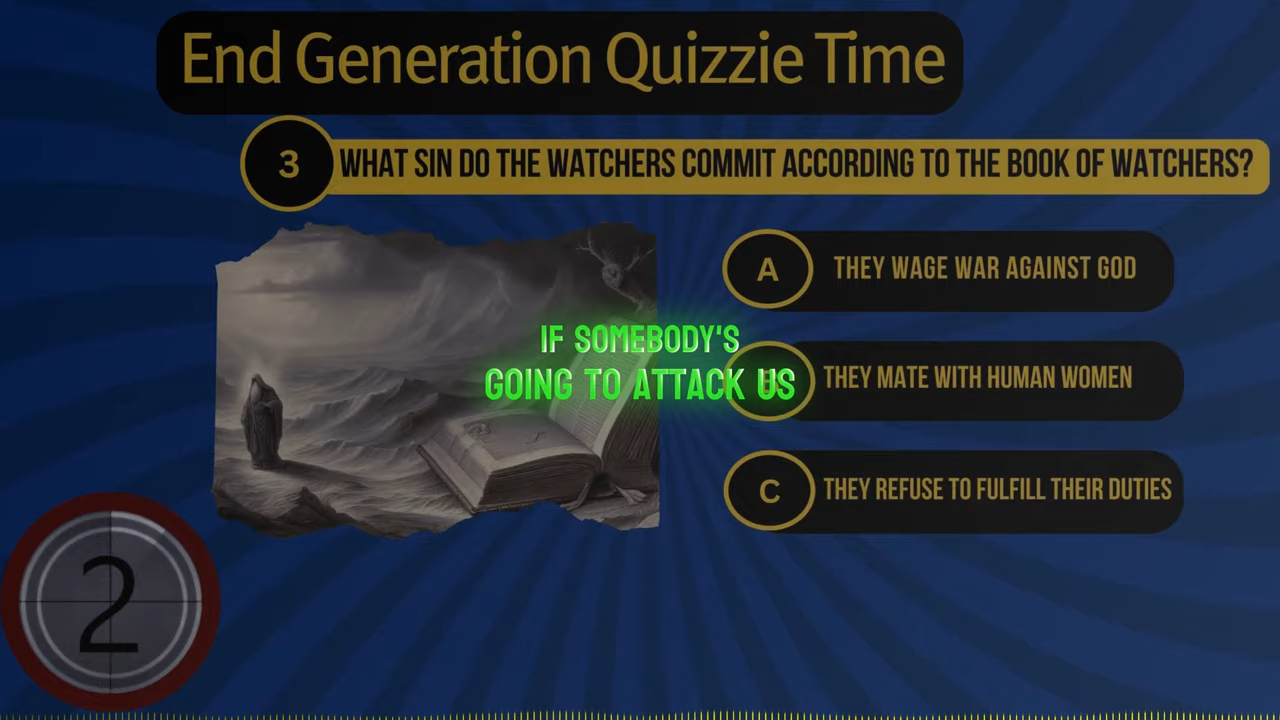 End Generation Quizzie Time
3 WHAT SIN DO THE WATCHERS COMMIT ACCORDING TO THE BOOK OF WATCHERS?
A THEY WAGE WAR AGAINST GOD
IF SOMEBODY'S
GOING TO ATTACK US
B THEY MATE WITH HUMAN WOMEN
C THEY REFUSE TO FULFILL THEIR DUTIES
2